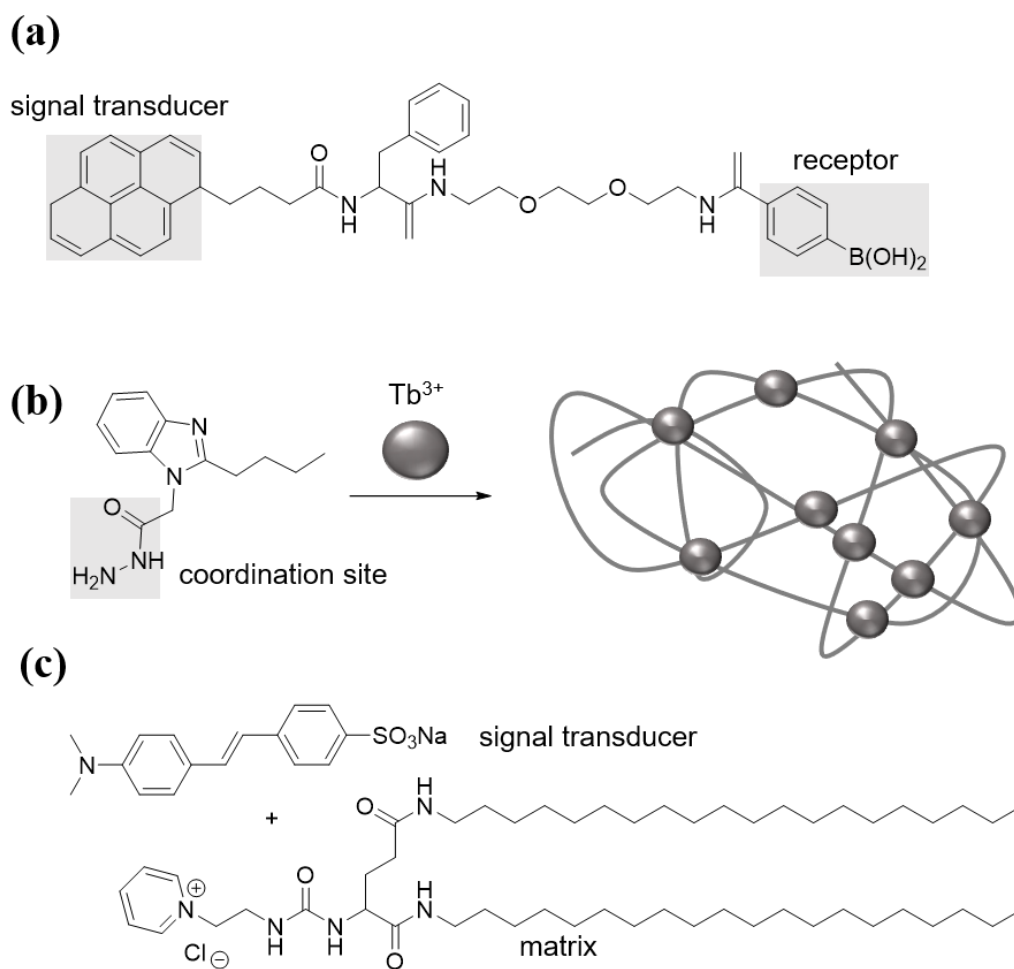 (a)
signal transducer
receptor
O
N
H
H
N
O
O
N
H
B(OH)2
(b)
Tb³⁺
N
N
O
NH
H2N
coordination site
(c)
SO3Na
signal transducer
N
+
O
H
N
O
H
N
N
⊕
N
H
N
H
O
Cl ⊖
matrix